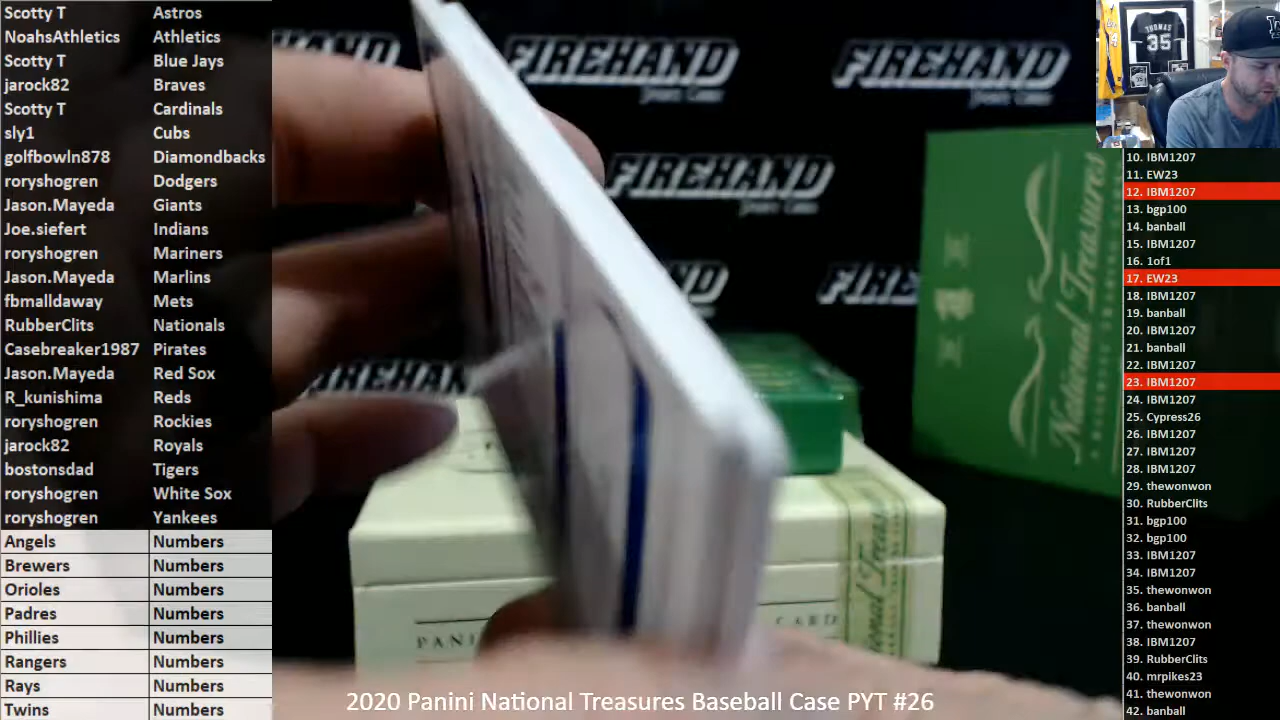 Scotty T Astros
NoahsAthletics Athletics
Scotty T Blue Jays
jarock82 Braves
Scotty T Cardinals
sly1 Cubs
golfbowln878 Diamondbacks
roryshogren Dodgers
Jason.Mayeda Giants
Joe.siefert Indians
roryshogren Mariners
Jason.Mayeda Marlins
fbmalldaway Mets
RubberClits Nationals
Casebreaker1987 Pirates
Jason.Mayeda Red Sox
R_kunishima Reds
roryshogren Rockies
jarock82 Royals
bostonsdad Tigers
roryshogren White Sox
roryshogren Yankees
Angels Numbers
Brewers Numbers
Orioles Numbers
Padres Numbers
Phillies Numbers
Rangers Numbers
Rays Numbers
Twins Numbers
FIREHAND
FIREHAND
FIREHAND
FIREHAND
National Treasures
THOMAS
35
10. IBM1207
11. EW23
12. IBM1207
13. bgp100
14. banball
15. IBM1207
16. 1of1
17. EW23
18. IBM1207
19. banball
20. IBM1207
21. banball
22. IBM1207
23. IBM1207
24. IBM1207
25. Cypress26
26. IBM1207
27. IBM1207
28. IBM1207
29. thewonwon
30. RubberClits
31. bgp100
32. bgp100
33. IBM1207
34. IBM1207
35. thewonwon
36. banball
37. thewonwon
38. IBM1207
39. RubberClits
40. mrpikes23
41. thewonwon
42. banball
2020 Panini National Treasures Baseball Case PYT #26